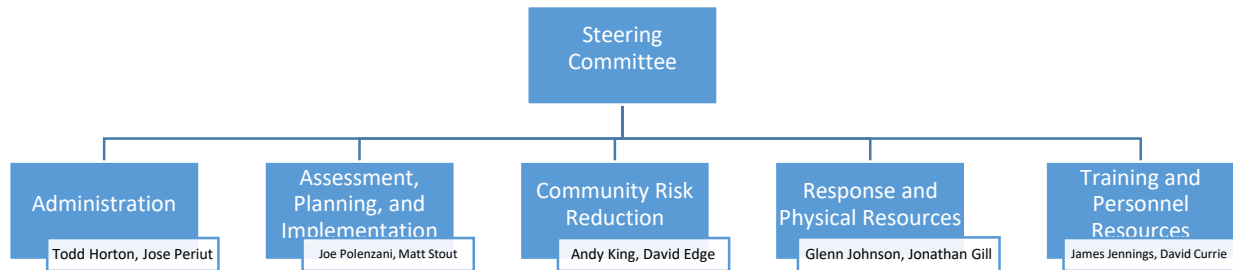 Steering
Committee
Administration
Todd Horton, Jose Periut
Assessment,
Planning, and
Implementation
Joe Polenzani, Matt Stout
Community Risk
Reduction
Andy King, David Edge
Response and
Physical Resources
Glenn Johnson, Jonathan Gill
Training and
Personnel
Resources
James Jennings, David Currie